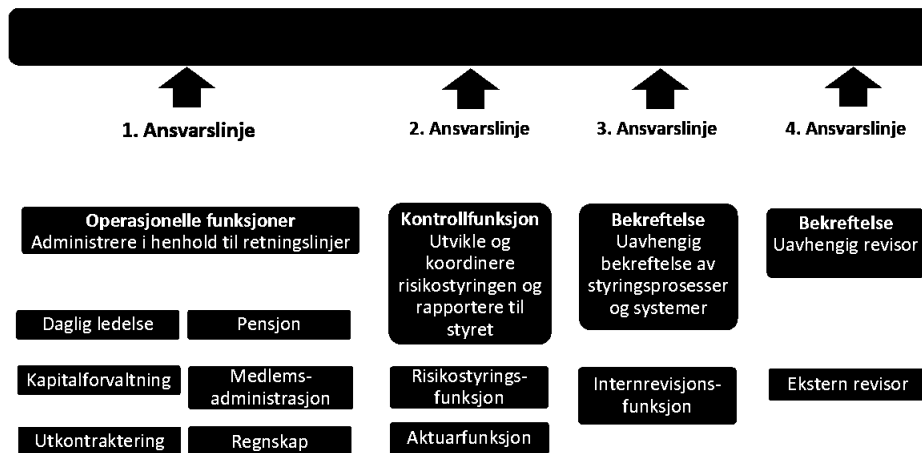 1. Ansvarslinje
2. Ansvarslinje
3. Ansvarslinje
4. Ansvarslinje
Operasjonelle funksjoner
Administrere i henhold til retningslinjer
Kontrollfunksjon
Utvikle og
koordinere
risikostyringen og
rapportere til
styret
Bekreftelse
Uavhengig
bekreftelse av
styringsprosesser
og systemer
Bekreftelse
Uavhengig revisor
Daglig ledelse
Pensjon
Kapitalforvaltning
Medlems-
administrasjon
Utkontraktering
Regnskap
Risikostyrings-
funksjon
Aktuarfunksjon
Internrevisjons-
funksjon
Ekstern revisor